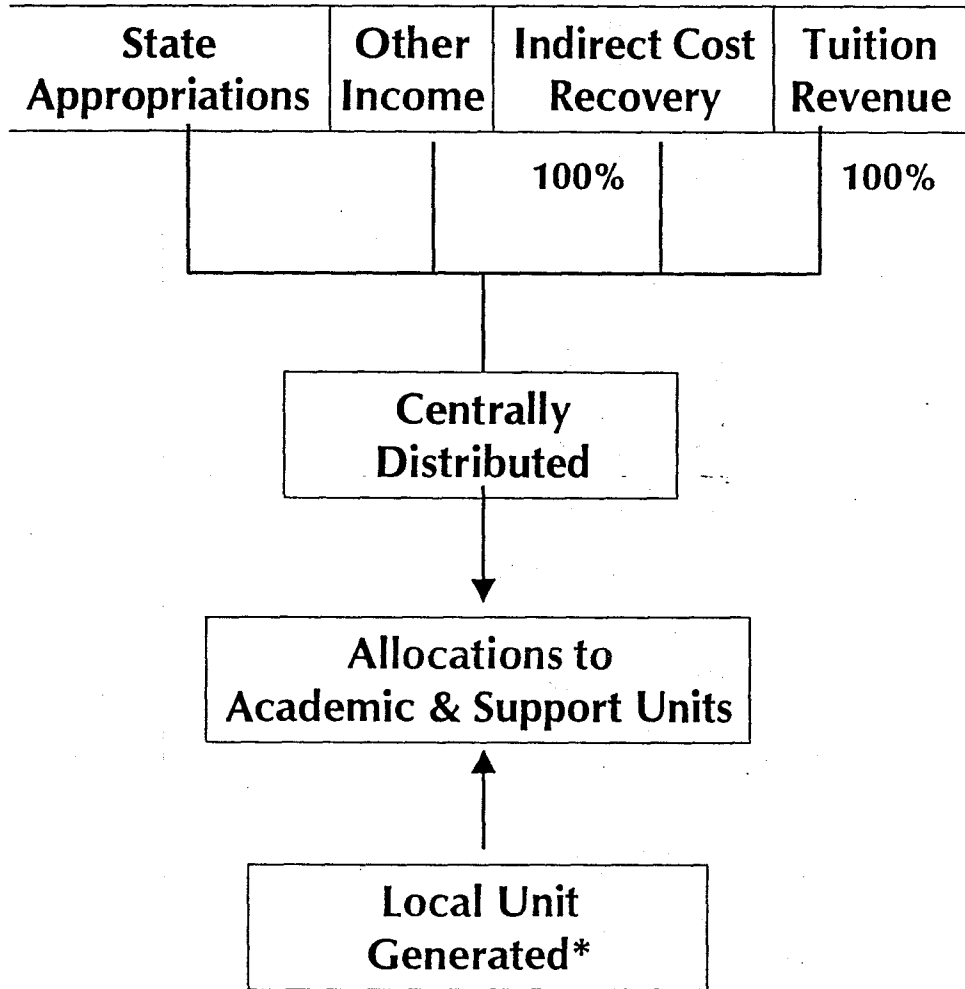 State Appropriations
Other Income
Indirect Cost Recovery
Tuition Revenue
100%
100%
Centrally
Distributed
Allocations to
Academic & Support Units
Local Unit
Generated*